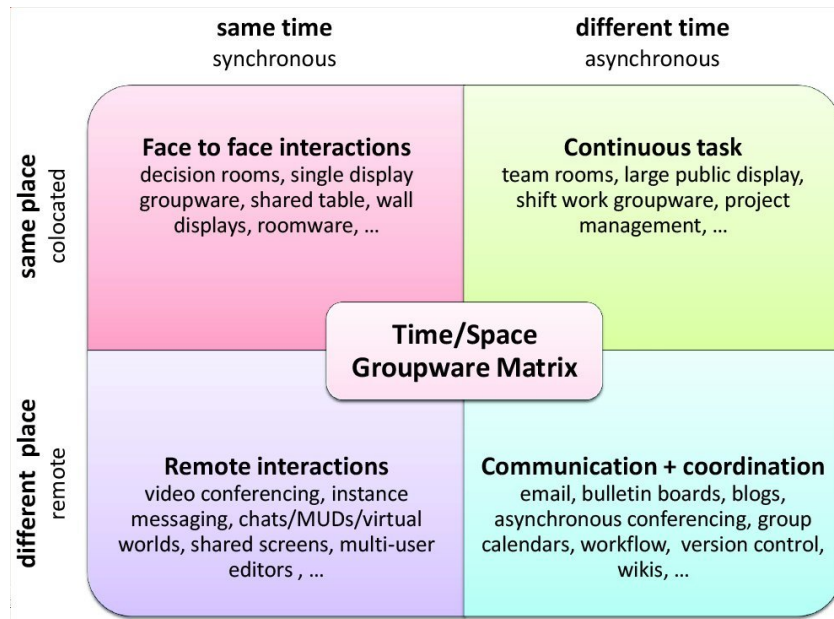 same time
synchronous
different time
asynchronous
same place
colocated
Face to face interactions
decision rooms, single display
groupware, shared table, wall
displays, roomware, ...
Continuous task
team rooms, large public display,
shift work groupware, project
management, ...
Time/Space
Groupware Matrix
different place
remote
Remote interactions
video conferencing, instance
messaging, chats/MUDs/virtual
worlds, shared screens, multi-user
editors , ...
Communication + coordination
email, bulletin boards, blogs,
asynchronous conferencing, group
calendars, workflow, version control,
wikis, ...